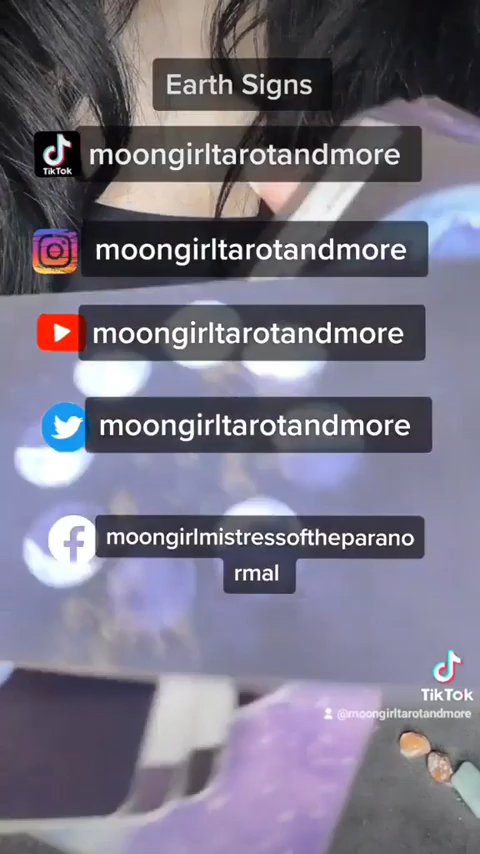 Earth Signs
TikTok
moongirltarotandmore
moongirltarotandmore
moongirltarotandmore
moongirltarotandmore
moongirlmistressoftheparano
rmal
TikTok
@moongirltarotandmore